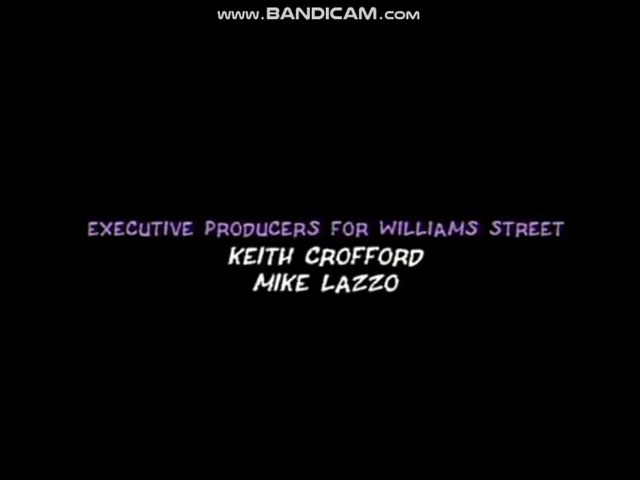 www.BANDICAM.com
EXECUTIVE PRODUCERS FOR WILLIAMS STREET
KEITH CROFFORD
MIKE LAZZO